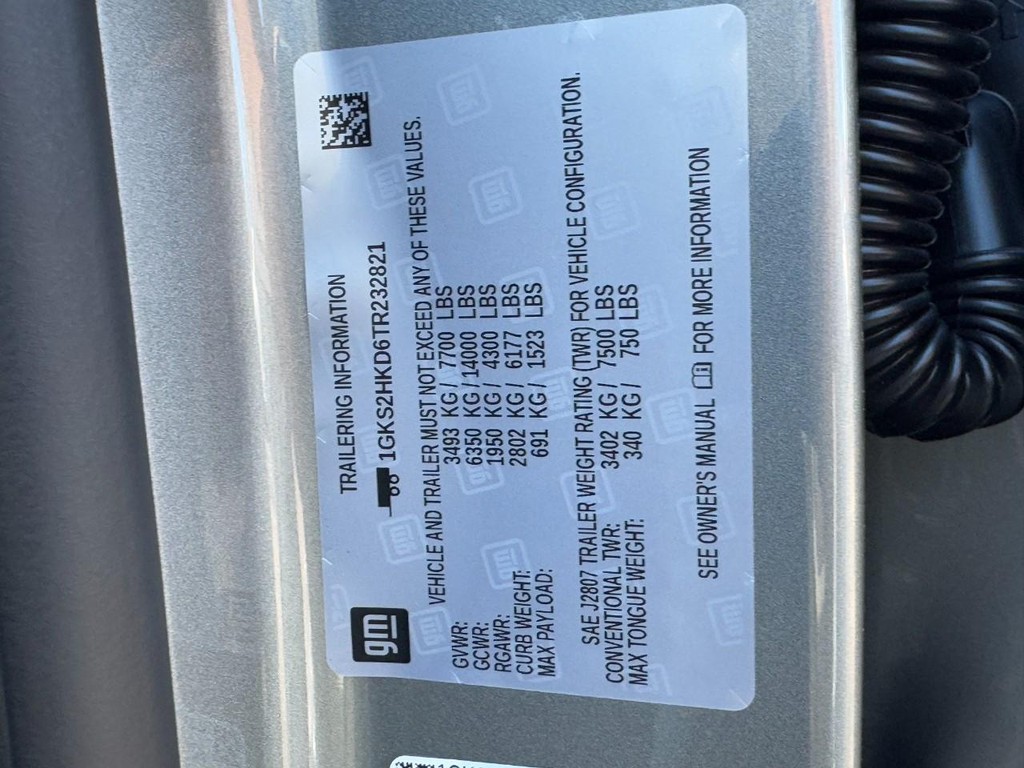 TRAILERING INFORMATION
gm
1GKS2HKD6TR232821
VEHICLE AND TRAILER MUST NOT EXCEED ANY OF THESE VALUES.
GVWR: 3493 KG / 7700 LBS
GCWR: 6350 KG / 14000 LBS
RGAWR: 1950 KG / 4300 LBS
CURB WEIGHT: 2802 KG / 6177 LBS
MAX PAYLOAD: 691 KG / 1523 LBS
SAE J2807 TRAILER WEIGHT RATING (TWR) FOR VEHICLE CONFIGURATION.
CONVENTIONAL TWR: 3402 KG / 7500 LBS
MAX TONGUE WEIGHT: 340 KG / 750 LBS
SEE OWNER'S MANUAL FOR MORE INFORMATION